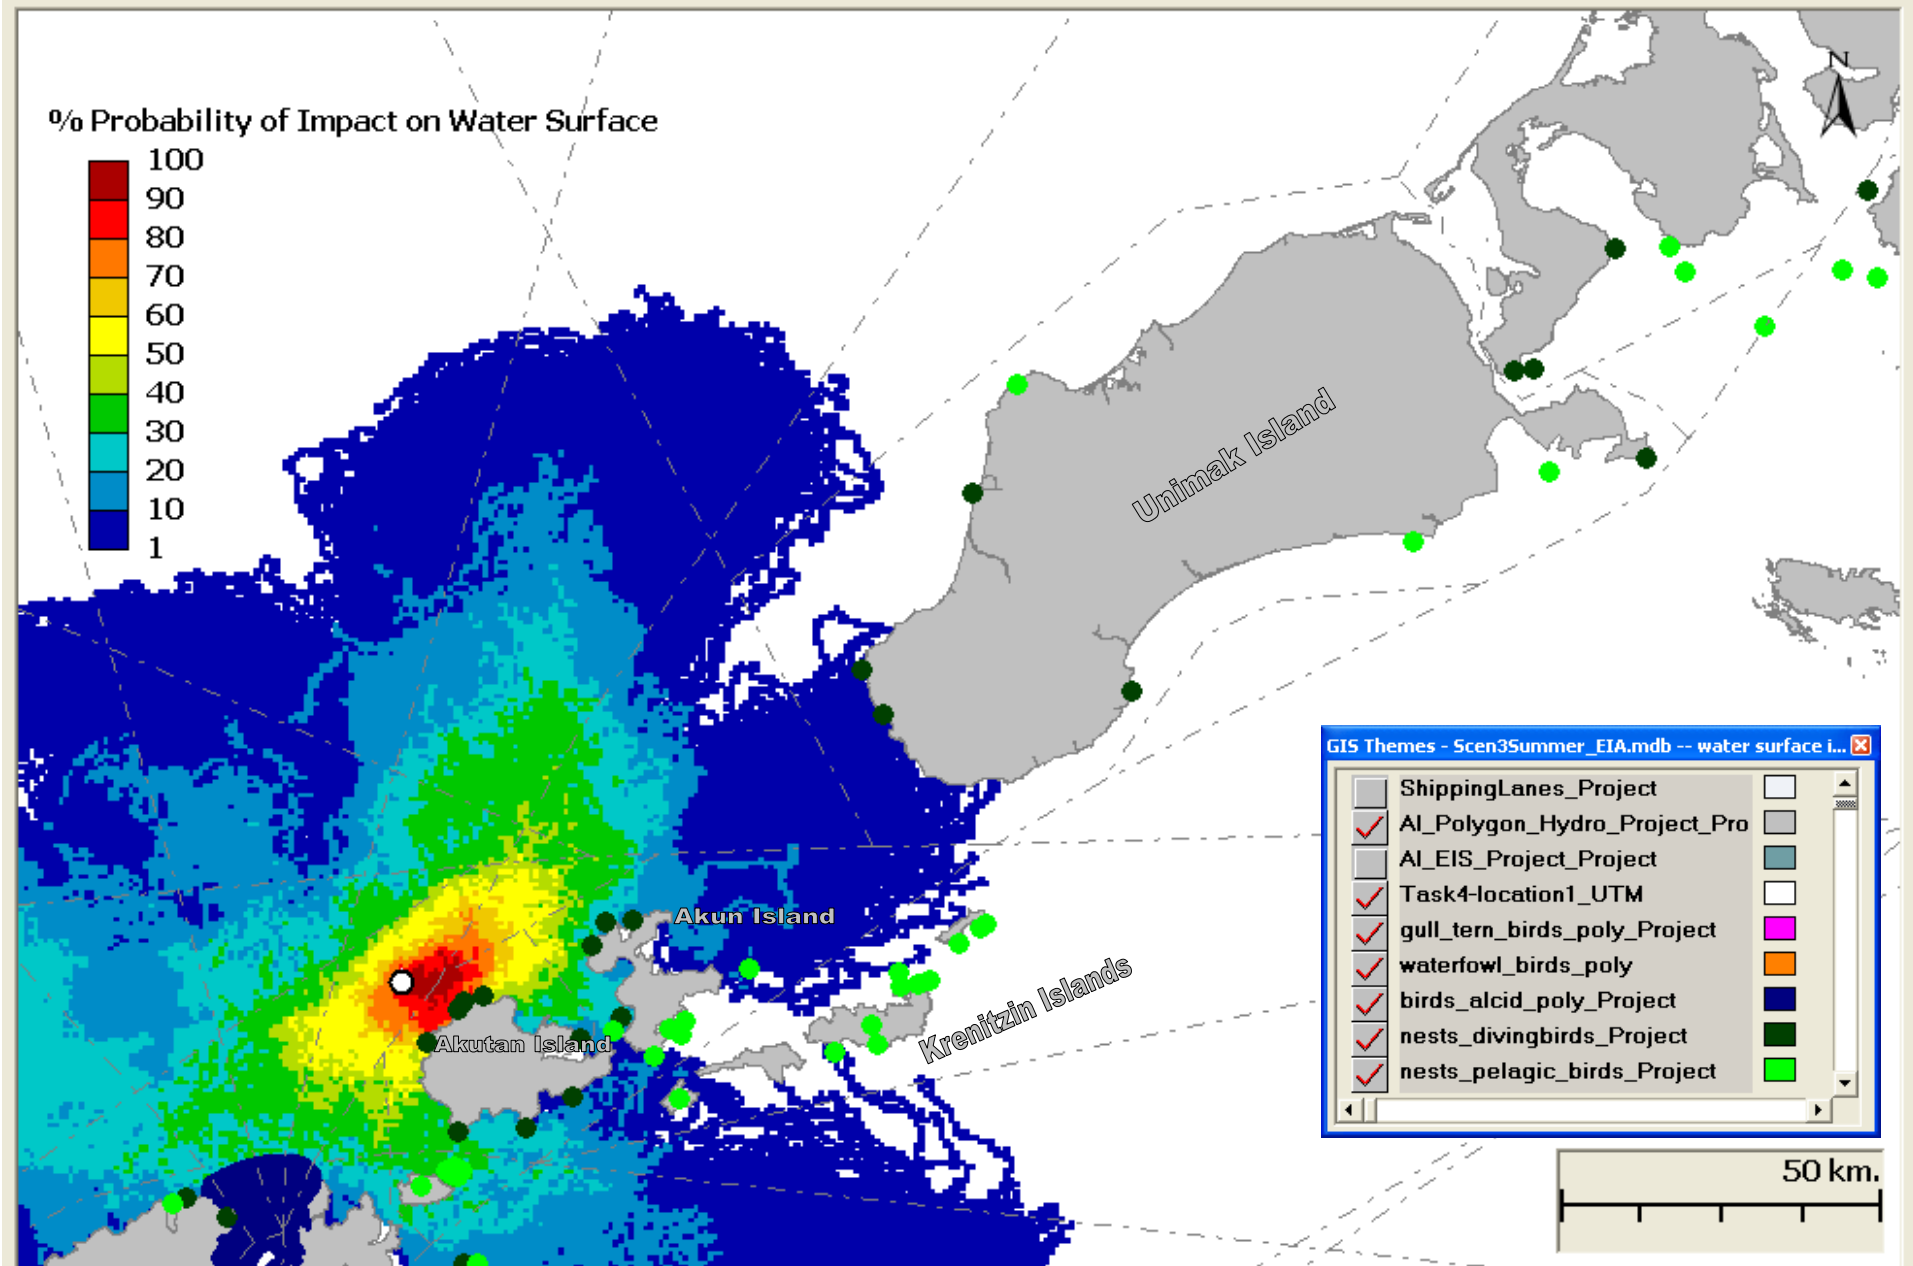 N
% Probability of Impact on Water Surface
100
90
80
70
60
50
40
30
20
10
1
Unimak Island
Akun Island
Krenitzin Islands
Akutan Island
GIS Themes - Scen3Summer_EIA.mdb -- water surface i...
ShippingLanes_Project
AI_Polygon_Hydro_Project_Pro
AI_EIS_Project_Project
Task4-location1_UTM
gull_tern_birds_poly_Project
waterfowl_birds_poly
birds_alcid_poly_Project
nests_divingbirds_Project
nests_pelagic_birds_Project
50 km.